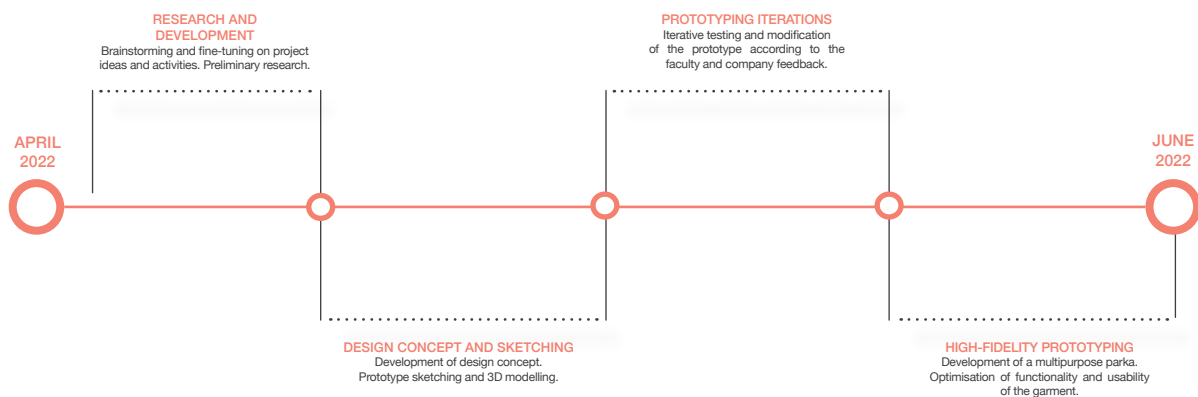 RESEARCH AND
DEVELOPMENT
Brainstorming and fine-tuning on project
ideas and activities. Preliminary research.
PROTOTYPING ITERATIONS
Iterative testing and modification
of the prototype according to the
faculty and company feedback.
APRIL
2022
JUNE
2022
DESIGN CONCEPT AND SKETCHING
Development of design concept.
Prototype sketching and 3D modelling.
HIGH-FIDELITY PROTOTYPING
Development of a multipurpose parka.
Optimisation of functionality and usability
of the garment.